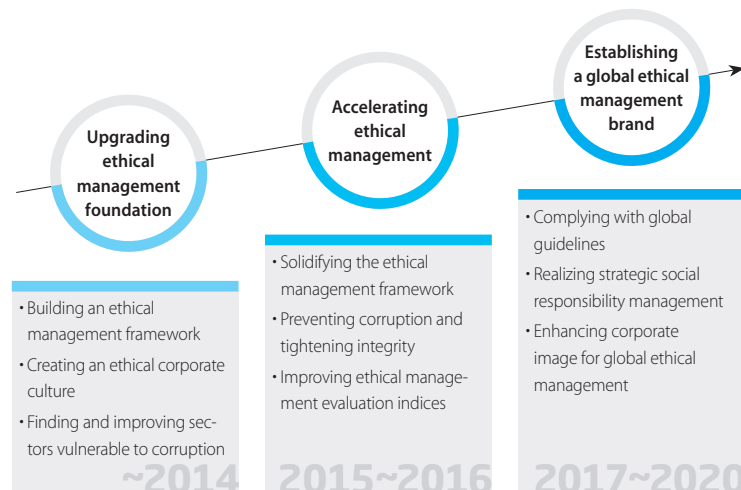 Upgrading
ethical
management
foundation
• Building an ethical
management framework
• Creating an ethical corporate
culture
• Finding and improving sec-
tors vulnerable to corruption
~2014
Accelerating
ethical
management
• Solidifying the ethical
management framework
• Preventing corruption and
tightening integrity
• Improving ethical manage-
ment evaluation indices
2015~2016
Establishing
a global ethical
management
brand
• Complying with global
guidelines
• Realizing strategic social
responsibility management
• Enhancing corporate
image for global ethical
management
2017~2020